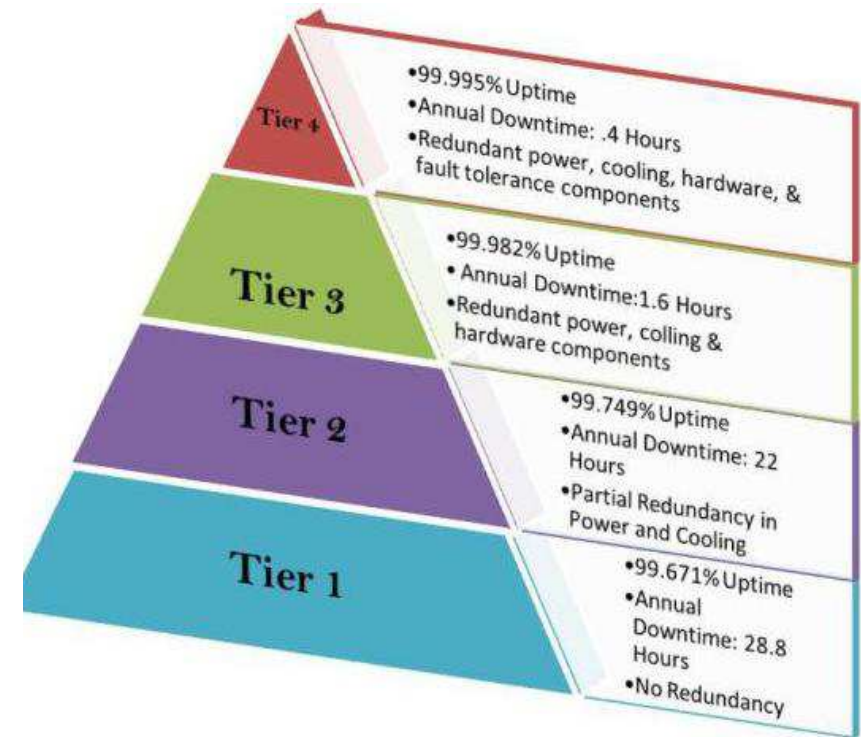 Tier 4
•99.995% Uptime
•Annual Downtime: .4 Hours
•Redundant power, cooling, hardware, &
fault tolerance components
Tier 3
•99.982% Uptime
• Annual Downtime:1.6 Hours
•Redundant power, colling &
hardware components
Tier 2
•99.749% Uptime
•Annual Downtime: 22
Hours
•Partial Redundancy in
Power and Cooling
Tier 1
•99.671% Uptime
•Annual
Downtime: 28.8
Hours
•No Redundancy